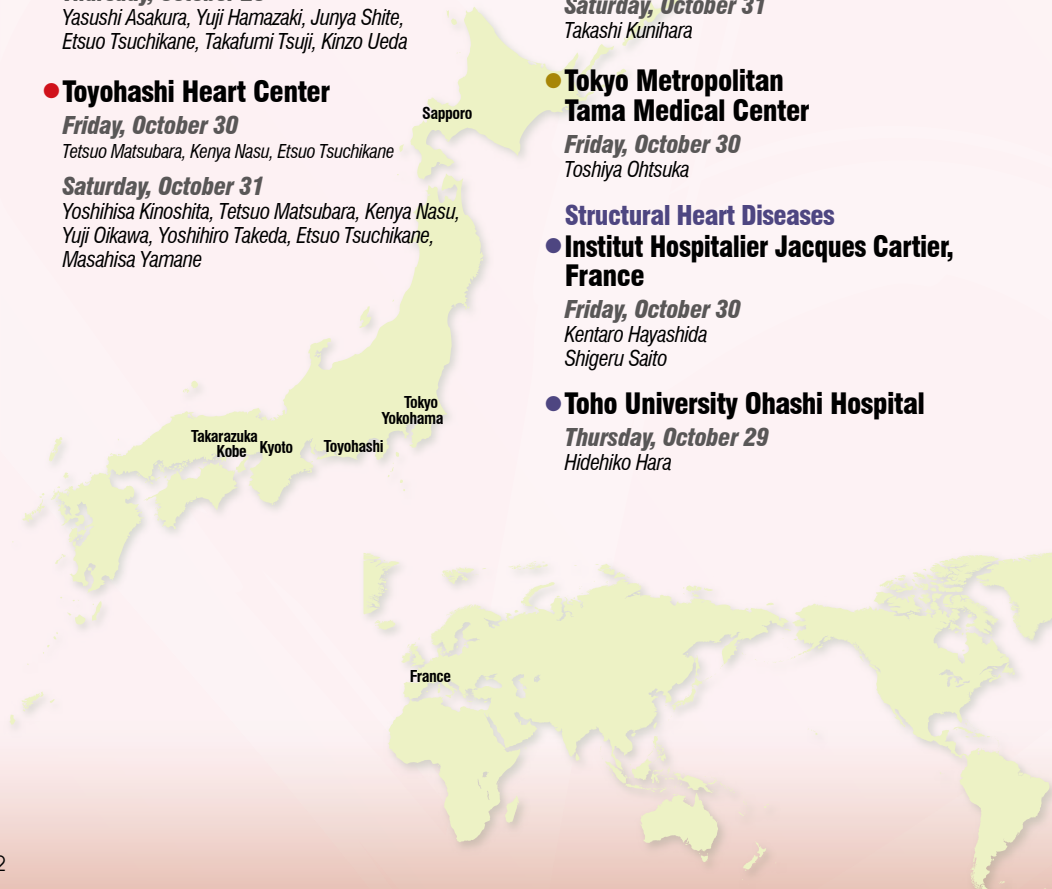 Yasushi Asakura, Yuji Hamazaki, Junya Shite,
Etsuo Tsuchikane, Takafumi Tsuji, Kinzo Ueda
Toyohashi Heart Center
Friday, October 30
Tetsuo Matsubara, Kenya Nasu, Etsuo Tsuchikane
Saturday, October 31
Yoshihisa Kinoshita, Tetsuo Matsubara, Kenya Nasu,
Yuji Oikawa, Yoshihiro Takeda, Etsuo Tsuchikane,
Masahisa Yamane
Saturday, October 31
Takashi Kunihara
Tokyo Metropolitan
Tama Medical Center
Friday, October 30
Toshiya Ohtsuka
Structural Heart Diseases
Institut Hospitalier Jacques Cartier,
France
Friday, October 30
Kentaro Hayashida
Shigeru Saito
Toho University Ohashi Hospital
Thursday, October 29
Hidehiko Hara
Sapporo
Tokyo
Yokohama
Takarazuka
Kobe
Kyoto
Toyohashi
France
2